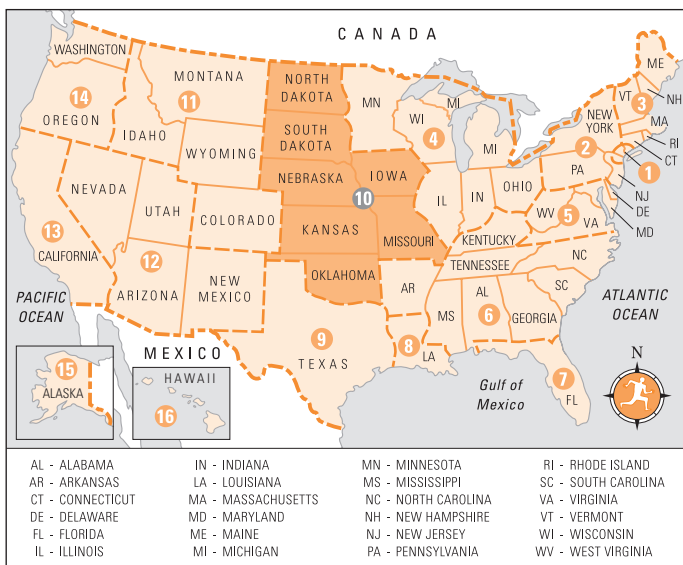 CANADA
WASHINGTON
14
OREGON
MONTANA
11
IDAHO
WYOMING
NORTH
DAKOTA
SOUTH
DAKOTA
NEBRASKA
IOWA
10
KANSAS
MISSOURI
OKLAHOMA
MN
WI
4
MI
MI
IL
IN
OHIO
ME
VT
3
NH
NEW
YORK
MA
2
RI
PA
1
CT
NJ
DE
MD
WV
5
VA
NEVADA
UTAH
COLORADO
13
CALIFORNIA
12
ARIZONA
NEW
MEXICO
KENTUCKY
TENNESSEE
NC
SC
AR
MS
AL
6
GEORGIA
9
TEXAS
8
LA
7
FL
PACIFIC
OCEAN
ATLANTIC
OCEAN
MEXICO
Gulf of
Mexico
N
15
ALASKA
HAWAII
16
AL - ALABAMA
AR - ARKANSAS
CT - CONNECTICUT
DE - DELAWARE
FL - FLORIDA
IL - ILLINOIS
IN - INDIANA
LA - LOUISIANA
MA - MASSACHUSETTS
MD - MARYLAND
ME - MAINE
MI - MICHIGAN
MN - MINNESOTA
MS - MISSISSIPPI
NC - NORTH CAROLINA
NH - NEW HAMPSHIRE
NJ - NEW JERSEY
PA - PENNSYLVANIA
RI - RHODE ISLAND
SC - SOUTH CAROLINA
VA - VIRGINIA
VT - VERMONT
WI - WISCONSIN
WV - WEST VIRGINIA